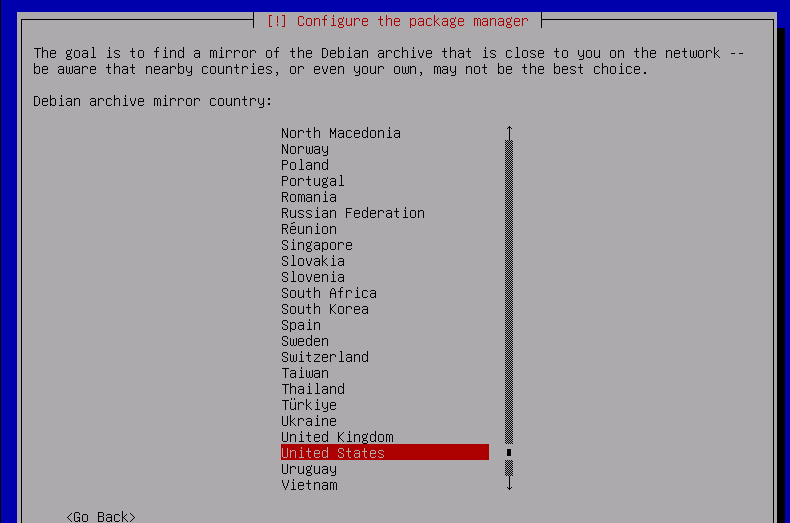 [!] Configure the package manager
The goal is to find a mirror of the Debian archive that is close to you on the network --
be aware that nearby countries, or even your own, may not be the best choice.
Debian archive mirror country:
North Macedonia
Norway
Poland
Portugal
Romania
Russian Federation
Réunion
Singapore
Slovakia
Slovenia
South Africa
South Korea
Spain
Sweden
Switzerland
Taiwan
Thailand
Türkiye
Ukraine
United Kingdom
United States
Uruguay
Vietnam
<Go Back>